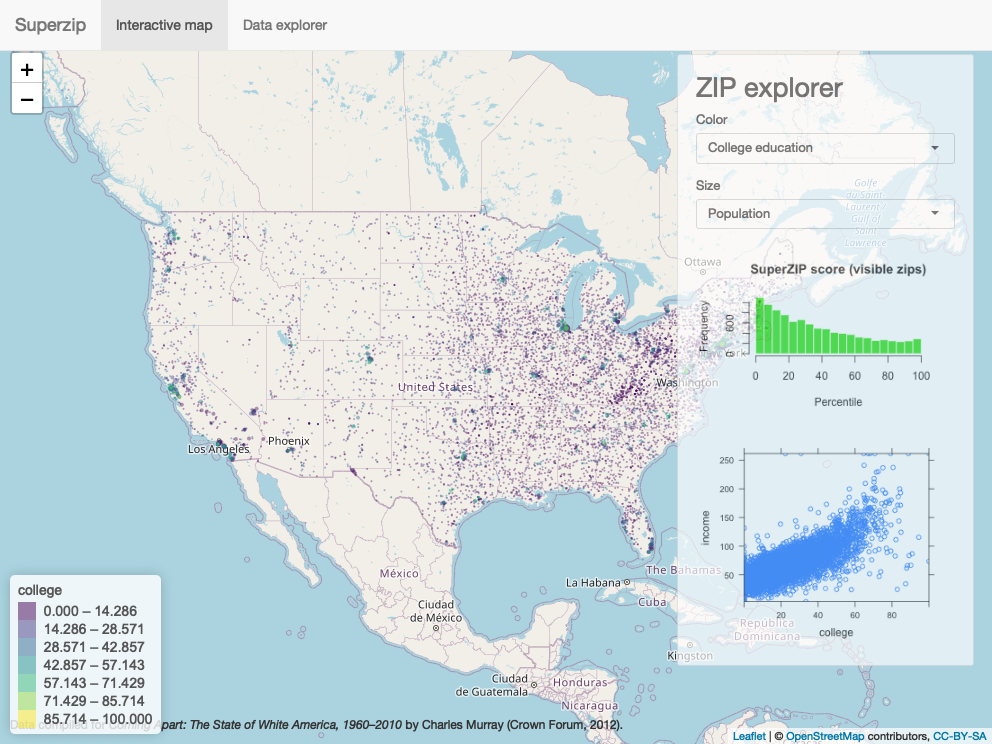 Superzip
Interactive map
Data explorer
+
−
ZIP explorer
Color
College education
Size
Population
Golfe
du Saint
Laurent
Gulf of
Saint
Lawrence
Ottawa
SuperZIP score (visible zips)
Frequency
0 600
0 20 40 60 80 100
Percentile
United States
Washington
Phoenix
Los Angeles
250
200
150
100
50
income
20 40 60 80
college
México
Ciudad
de México
La Habana
The Bahamas
Cuba
República
Dominicana
Kingston
Ciudad
de Guatemala
Honduras
Nicaragua
college
0.000 – 14.286
14.286 – 28.571
28.571 – 42.857
42.857 – 57.143
57.143 – 71.429
71.429 – 85.714
85.714 – 100.000
Data compiled for Coming Apart: The State of White America, 1960–2010 by Charles Murray (Crown Forum, 2012).
Leaflet | © OpenStreetMap contributors, CC-BY-SA